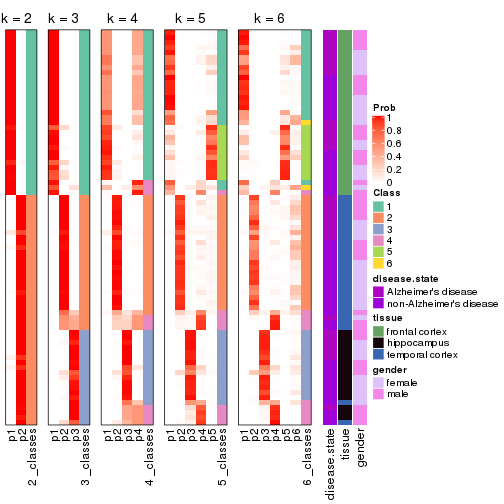 k = 2
k = 3
k = 4
k = 5
k = 6
Prob
1
0.8
0.6
0.4
0.2
0
Class
1
2
3
4
5
6
disease.state
Alzheimer's disease
non-Alzheimer's disease
tissue
frontal cortex
hippocampus
temporal cortex
gender
female
male
p1
p2
2_classes
p1
p2
p3
3_classes
p1
p2
p3
p4
4_classes
p1
p2
p3
p4
p5
5_classes
p1
p2
p3
p4
p5
p6
6_classes
disease.state
tissue
gender